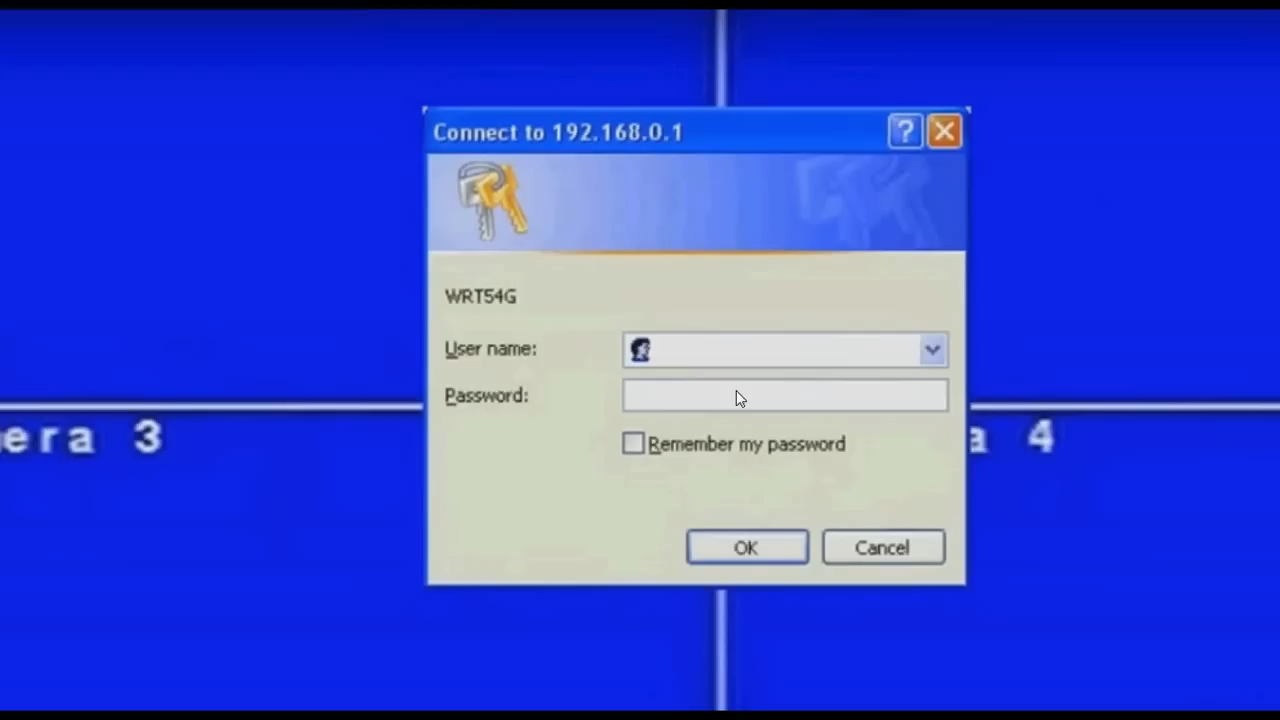 Connect to 192.168.0.1
WRT54G
User name:
Password:
era 3
a 4
Remember my password
OK
Cancel